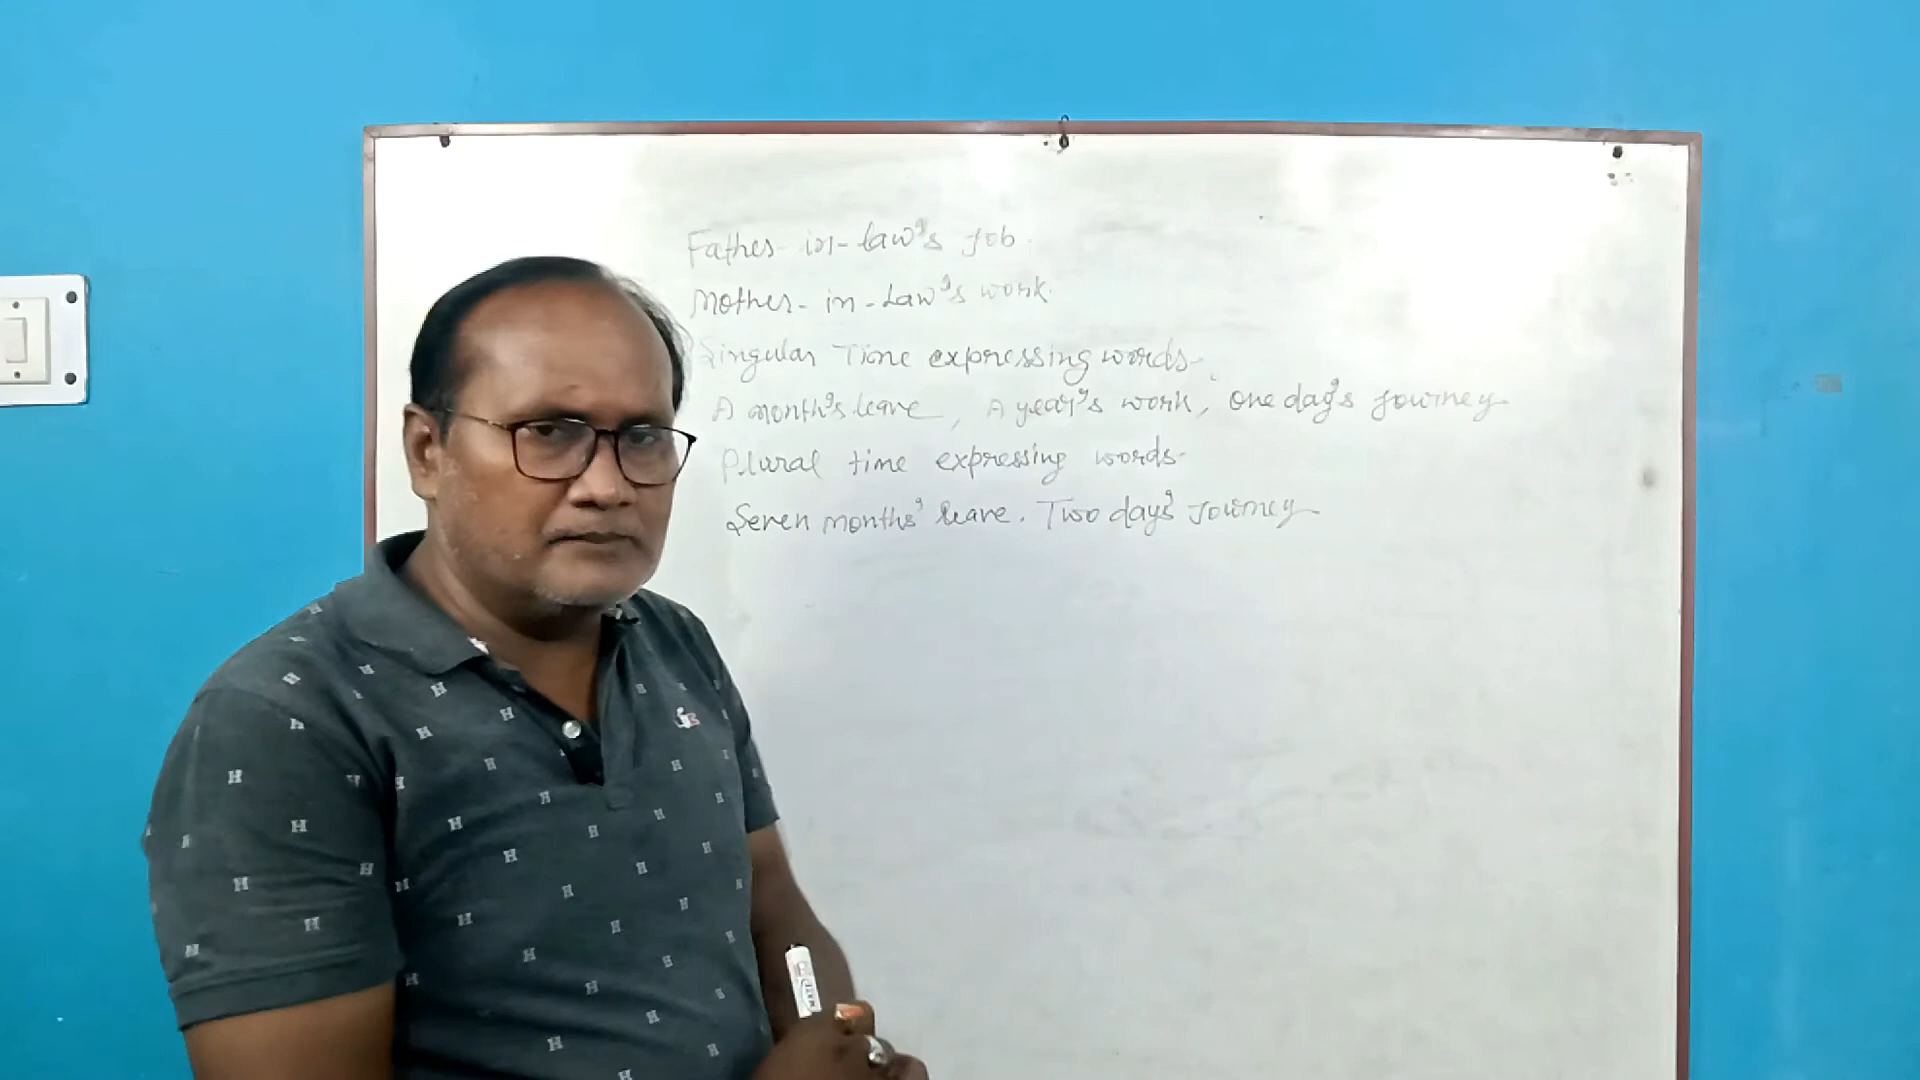 Father-in-law's job.
Mother-in-law's work.
Singular Time expressing words-
A month's leave, A year's work, One day's journey
Plural time expressing words-
Seven months' leave. Two days' journey